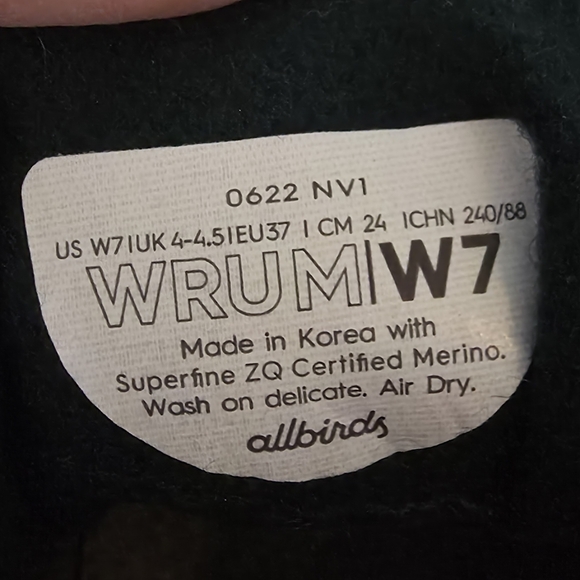 0622 NV1
US W7|UK 4-4.5|EU37 | CM 24 |CHN 240/88
WRUM|W7
Made in Korea with
Superfine ZQ Certified Merino.
Wash on delicate. Air Dry.
allbirds